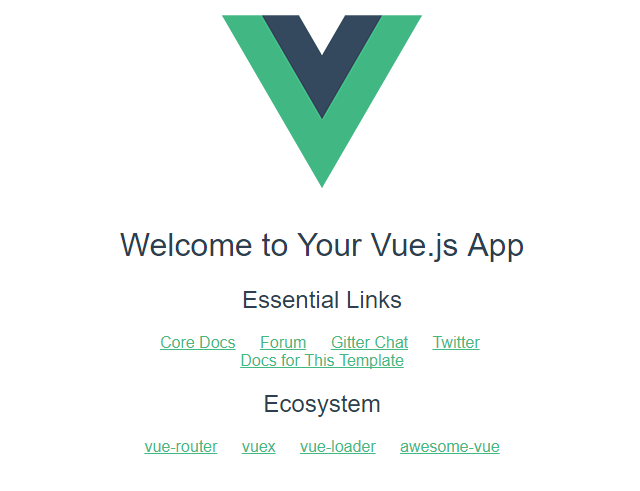 Welcome to Your Vue.js App
Essential Links
Core Docs Forum Gitter Chat Twitter
Docs for This Template
Ecosystem
vue-router vuex vue-loader awesome-vue